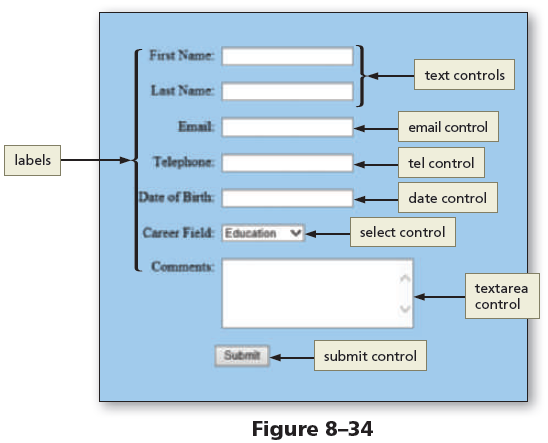 First Name:
text controls
Last Name:
Email:
email control
labels
Telephone:
tel control
Date of Birth:
date control
Career Field: Education
select control
Comments:
textarea
control
Submit
submit control
Figure 8–34